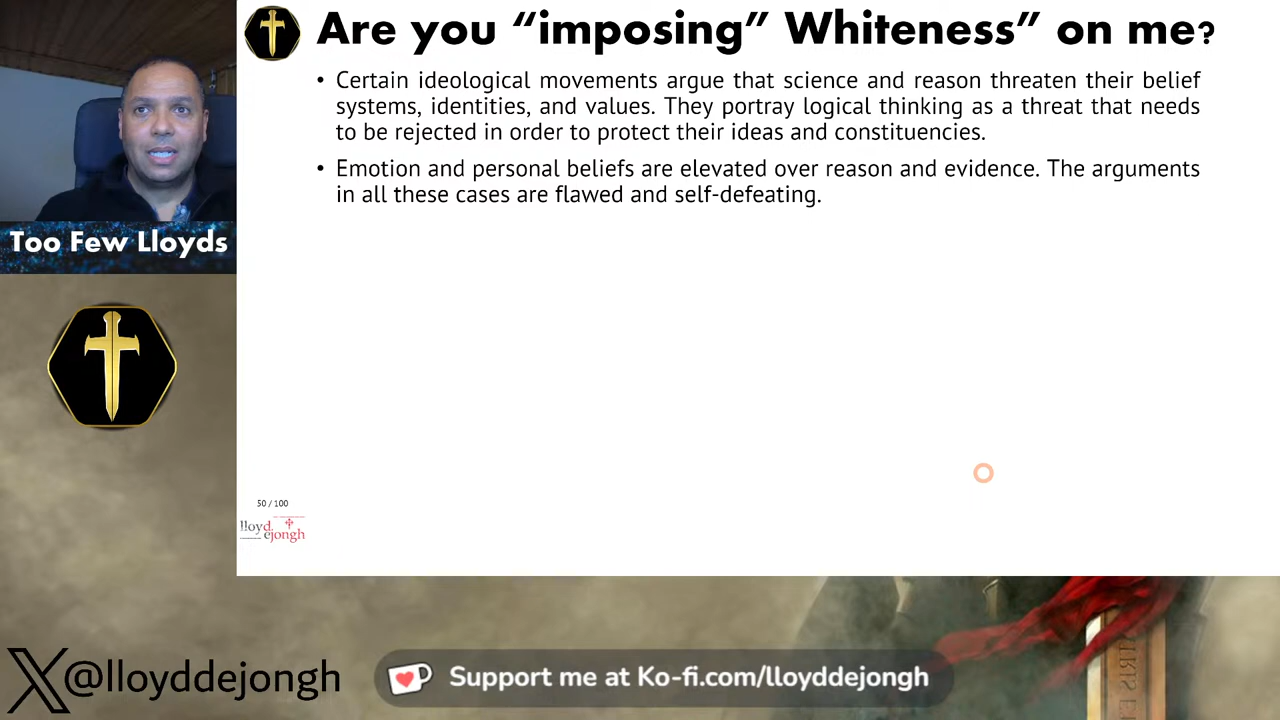 Are you “imposing” Whiteness” on me?
• Certain ideological movements argue that science and reason threaten their belief
systems, identities, and values. They portray logical thinking as a threat that needs
to be rejected in order to protect their ideas and constituencies.
• Emotion and personal beliefs are elevated over reason and evidence. The arguments
in all these cases are flawed and self-defeating.
Too Few Lloyds
50 / 100
lloyd
ejongh
X@lloyddejongh
Support me at Ko-fi.com/lloyddejongh